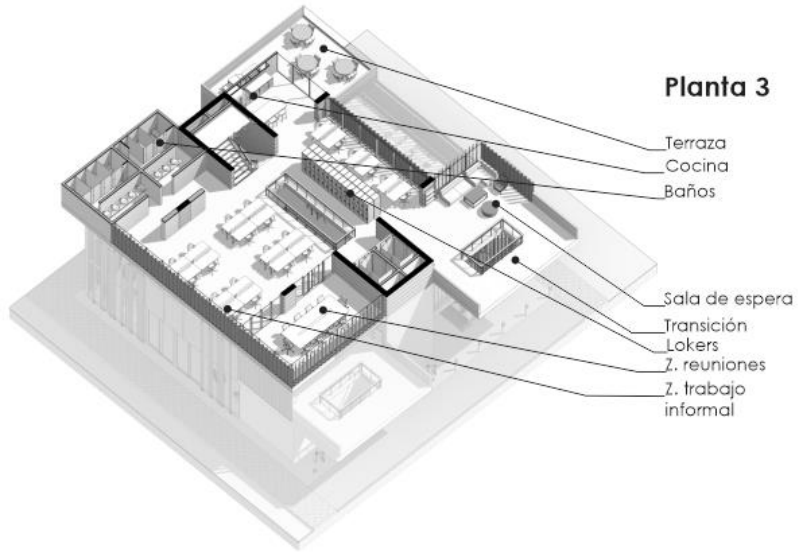 Planta 3
Terraza
Cocina
Baños
Sala de espera
Transición
Lokers
Z. reuniones
Z. trabajo
informal